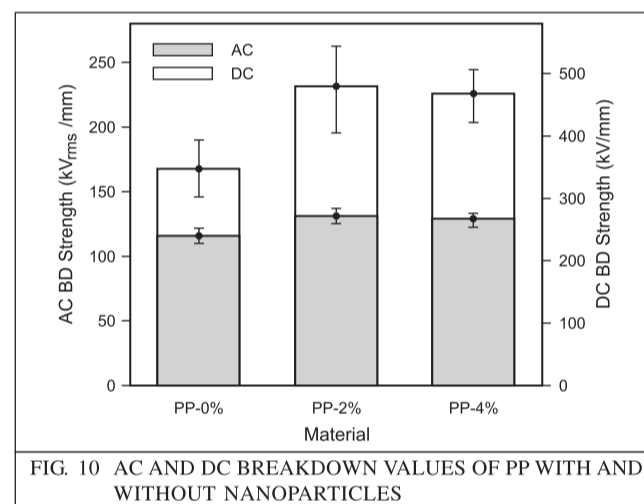 AC
DC
250
200
150
100
50
0
AC BD Strength (kVrms /mm)
500
400
300
200
100
0
DC BD Strength (kV/mm)
PP-0% PP-2% PP-4%
Material
FIG. 10 AC AND DC BREAKDOWN VALUES OF PP WITH AND
WITHOUT NANOPARTICLES